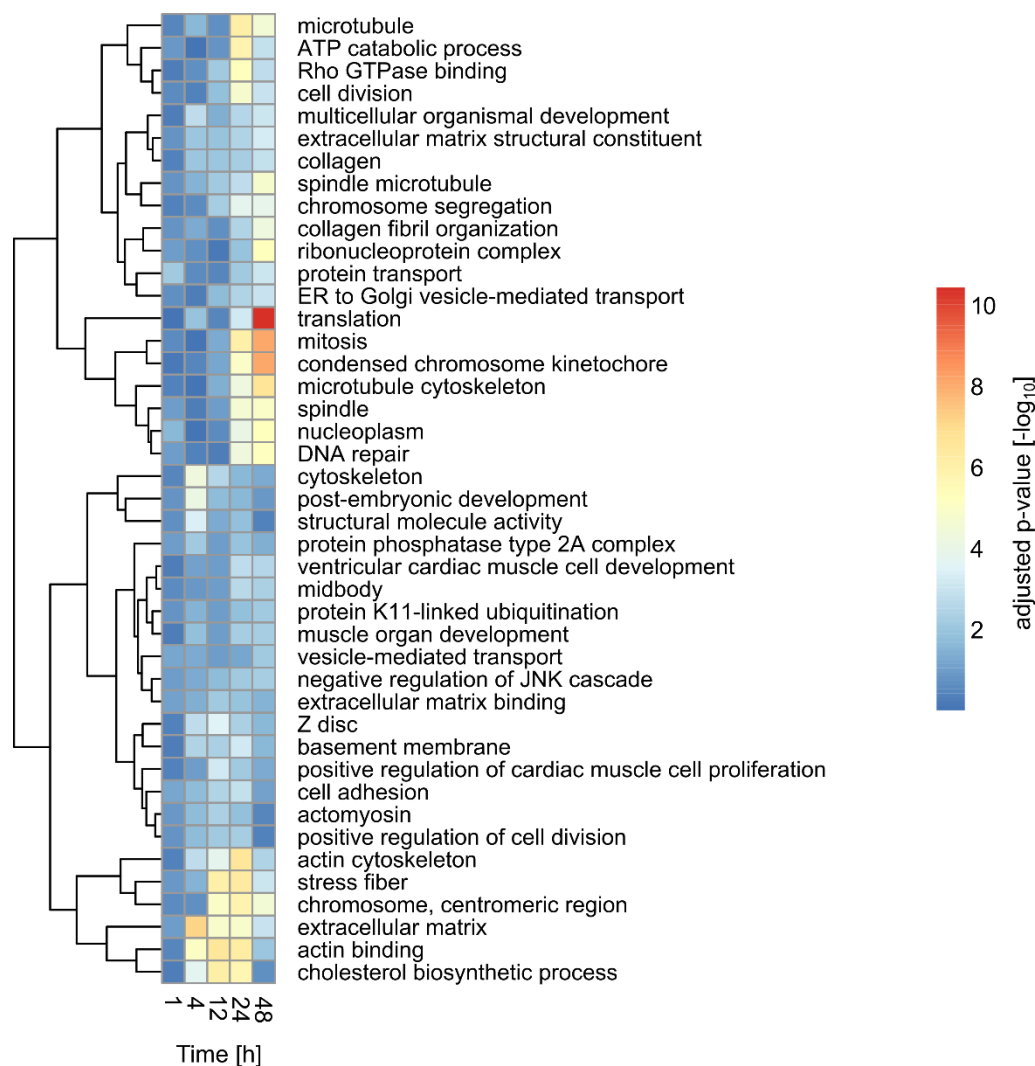 microtubule
ATP catabolic process
Rho GTPase binding
cell division
multicellular organismal development
extracellular matrix structural constituent
collagen
spindle microtubule
chromosome segregation
collagen fibril organization
ribonucleoprotein complex
protein transport
ER to Golgi vesicle-mediated transport
translation
mitosis
condensed chromosome kinetochore
microtubule cytoskeleton
spindle
nucleoplasm
DNA repair
cytoskeleton
post-embryonic development
structural molecule activity
protein phosphatase type 2A complex
ventricular cardiac muscle cell development
midbody
protein K11-linked ubiquitination
muscle organ development
vesicle-mediated transport
negative regulation of JNK cascade
extracellular matrix binding
Z disc
basement membrane
positive regulation of cardiac muscle cell proliferation
cell adhesion
actomyosin
positive regulation of cell division
actin cytoskeleton
stress fiber
chromosome, centromeric region
extracellular matrix
actin binding
cholesterol biosynthetic process
1 4 12 24 48
Time [h]
10
8
6
4
2
adjusted p-value [-log₁₀]